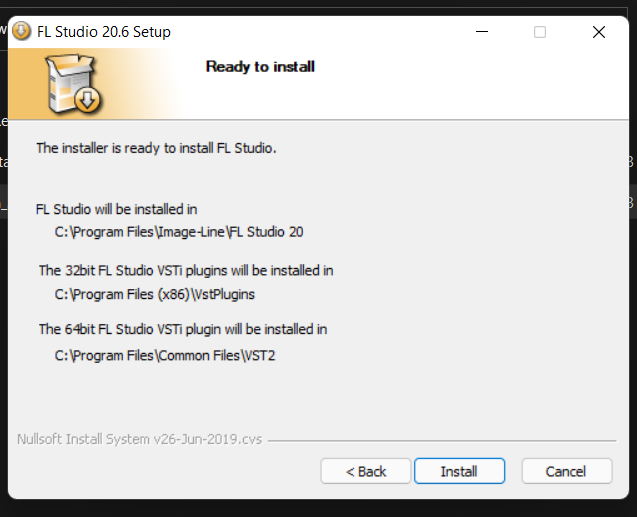 FL Studio 20.6 Setup
Ready to install
The installer is ready to install FL Studio.
FL Studio will be installed in
C:\Program Files\Image-Line\FL Studio 20
The 32bit FL Studio VSTi plugins will be installed in
C:\Program Files (x86)\VstPlugins
The 64bit FL Studio VSTi plugin will be installed in
C:\Program Files\Common Files\VST2
Nullsoft Install System v26-Jun-2019.cvs
< Back Install Cancel